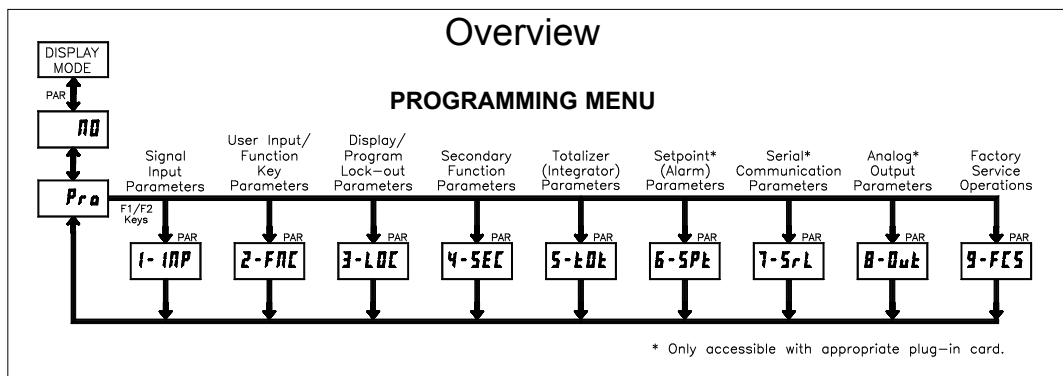 Overview
PROGRAMMING MENU
DISPLAY
MODE
PAR
NO
Pro
F1/F2
Keys
Signal
Input
Parameters
User Input/
Function
Key
Parameters
Display/
Program
Lock-out
Parameters
Secondary
Function
Parameters
Totalizer
(Integrator)
Parameters
Setpoint*
(Alarm)
Parameters
Serial*
Communication
Parameters
Analog*
Output
Parameters
Factory
Service
Operations
PAR
1-INP
PAR
2-FNC
PAR
3-LOC
PAR
4-SEC
PAR
5-tOt
PAR
6-SPt
PAR
7-SrL
PAR
8-Out
PAR
9-FCS
* Only accessible with appropriate plug-in card.